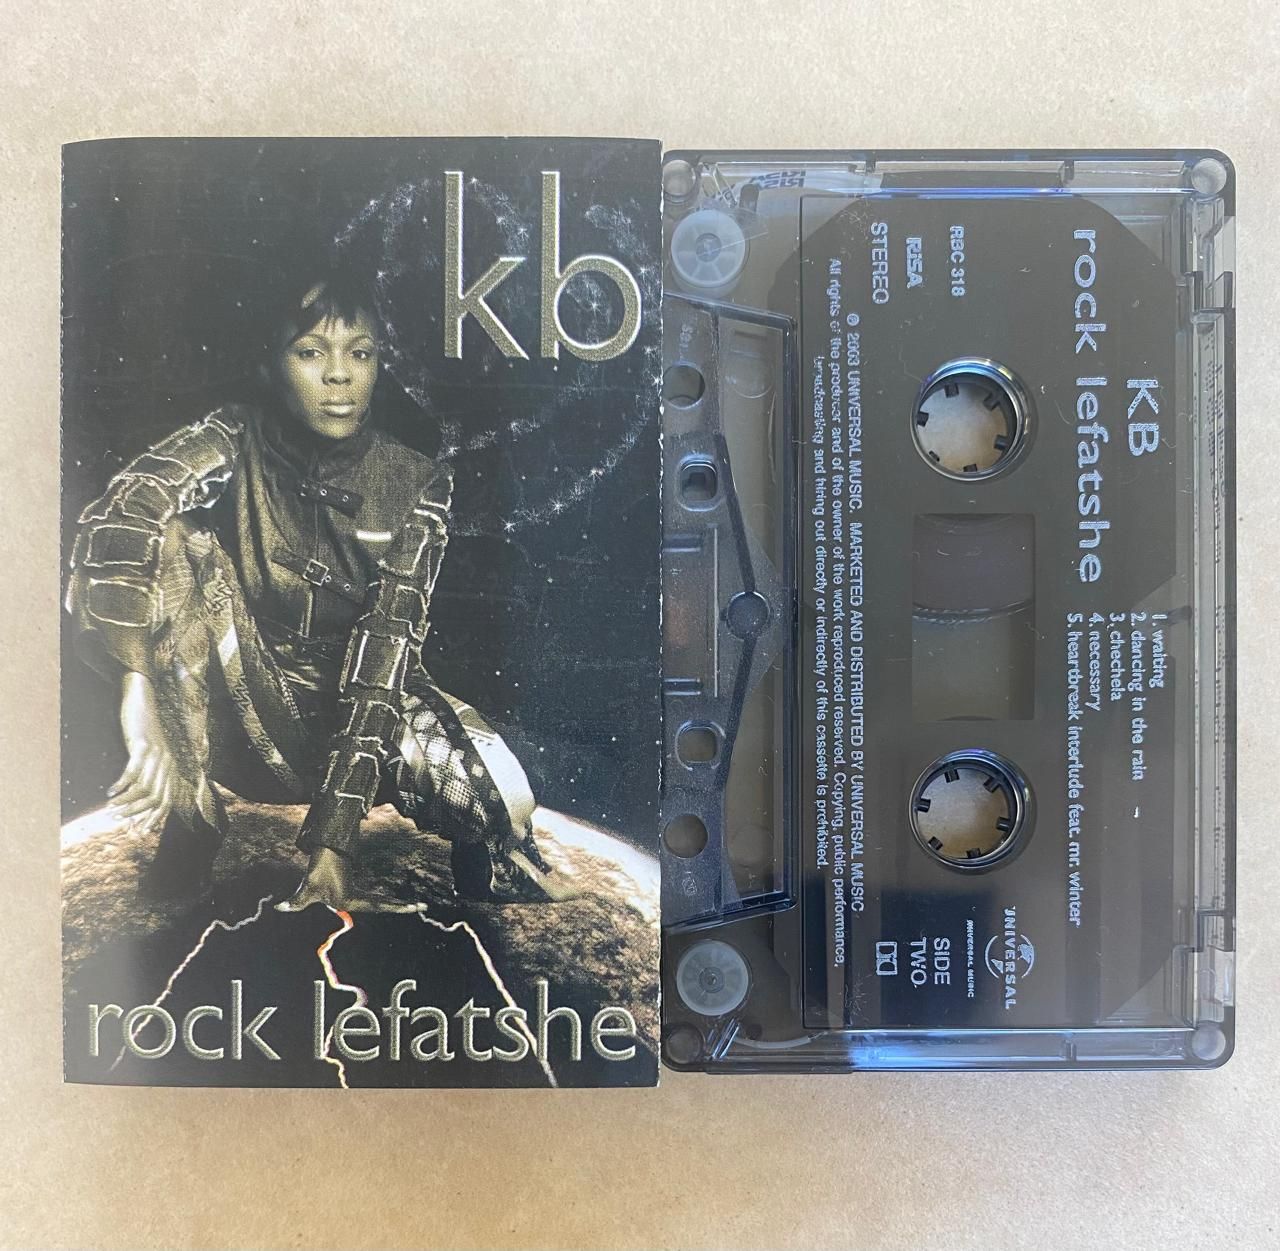 kb
rock lefatshe
KB
rock lefatshe
1. waiting
2. dancing in the rain
3. chechela
4. necessary
5. heartbreak interlude feat. mr. winter
RBC 318
RiSA
STEREO
UNIVERSAL
UNIVERSAL MUSIC
SIDE
TWO
℗ 2003 UNIVERSAL MUSIC. MARKETED AND DISTRIBUTED BY UNIVERSAL MUSIC
All rights of the producer and of the owner of the work reproduced reserved. Copying, public performance,
broadcasting and hiring out directly or indirectly of this cassette is prohibited.
RiSA